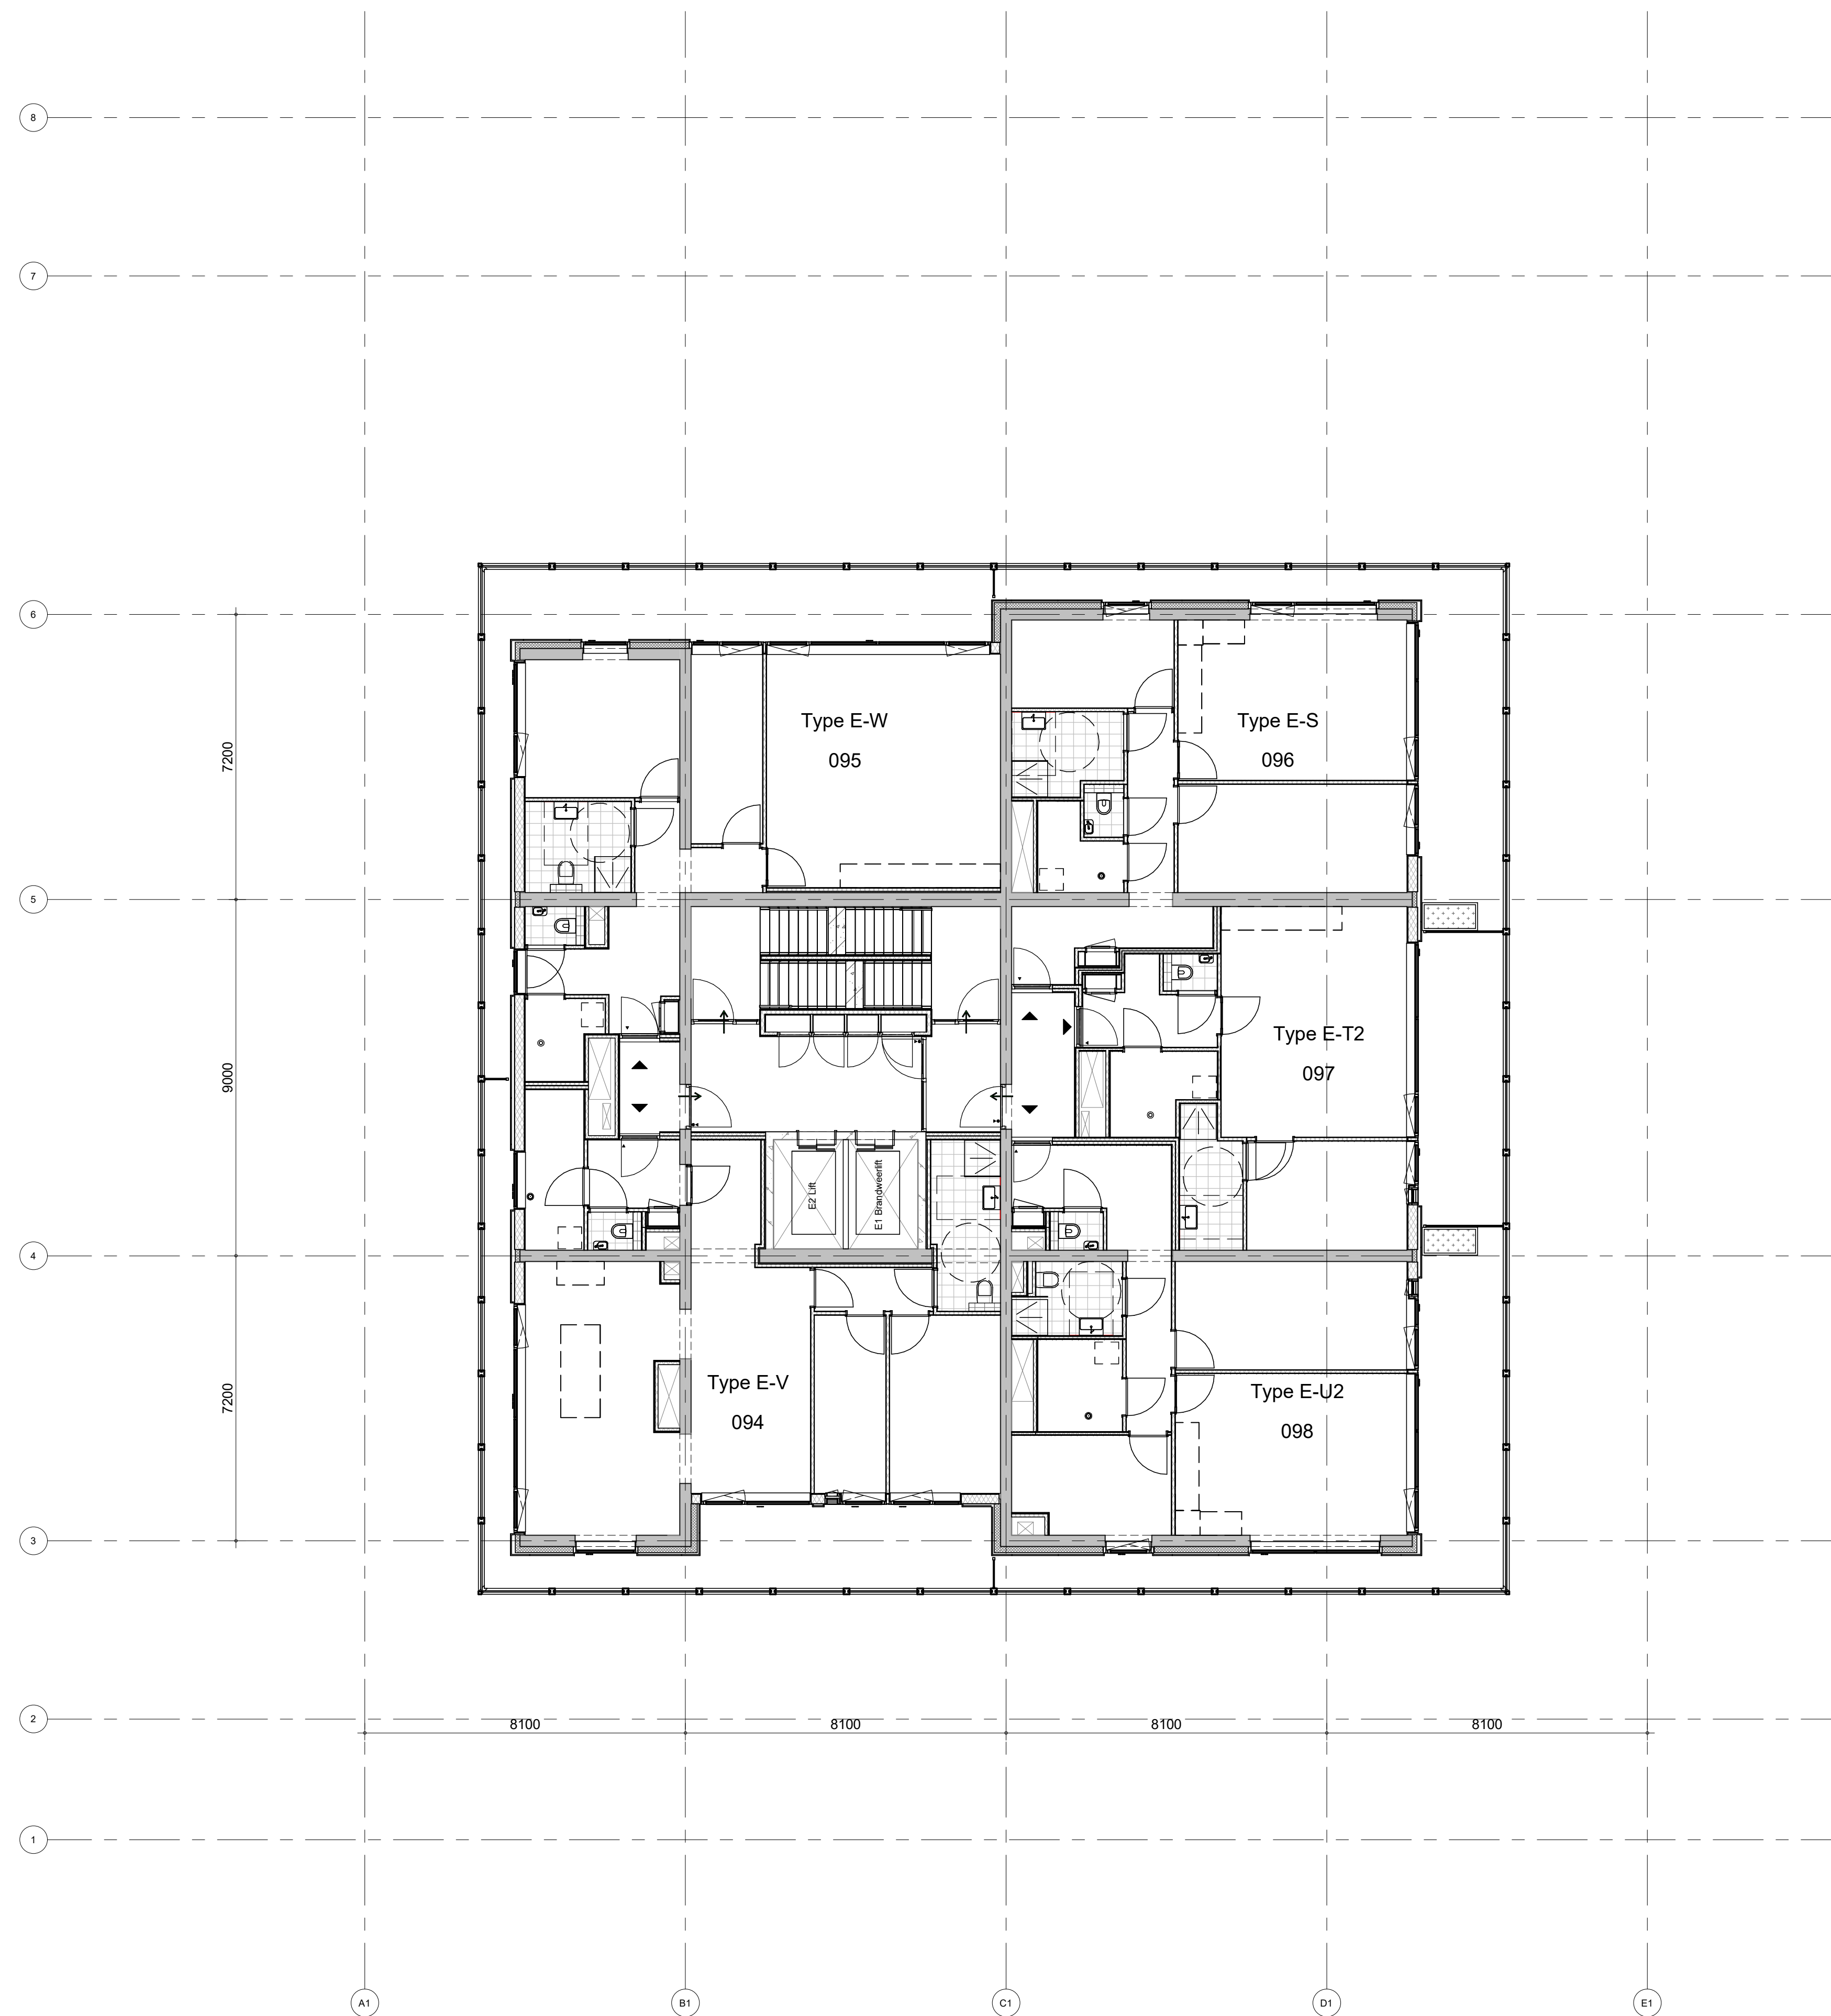 8
7
6
Type E-W
Type E-S
7200
095
096
5
Type E-T2
9000
097
E2 Lift
E1 Brandweerlift
4
Type E-V
Type E-U2
7200
094
098
3
2
8100
8100
8100
8100
1
A1
B1
C1
D1
E1